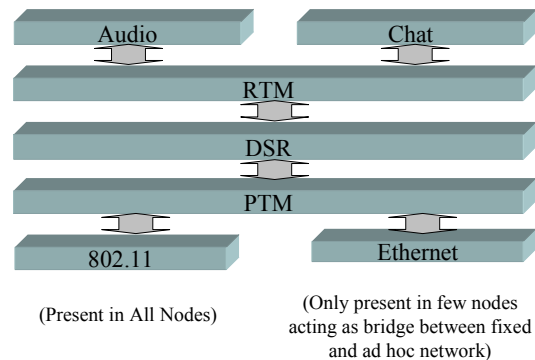 Audio
Chat
RTM
DSR
PTM
802.11
Ethernet
(Present in All Nodes)
(Only present in few nodes
acting as bridge between fixed
and ad hoc network)